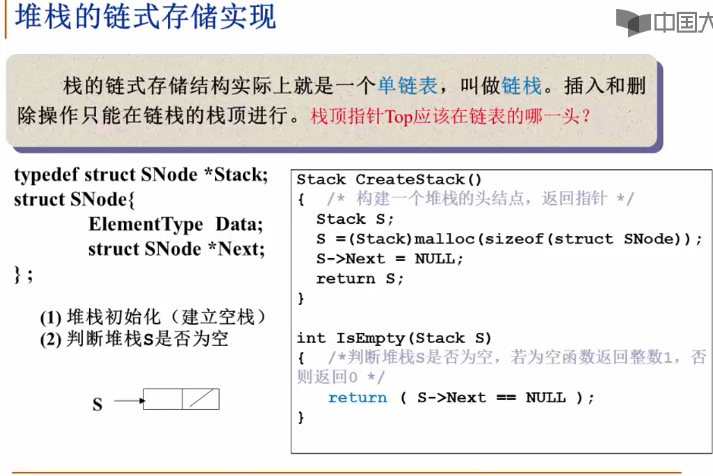 堆栈的链式存储实现
中国大
栈的链式存储结构实际上就是一个单链表，叫做链栈。插入和删
除操作只能在链栈的栈顶进行。栈顶指针Top应该在链表的哪一头？
typedef struct SNode *Stack;
struct SNode{
ElementType Data;
struct SNode *Next;
} ;
(1) 堆栈初始化（建立空栈）
(2) 判断堆栈S是否为空
S
Stack CreateStack()
{ /* 构建一个堆栈的头结点，返回指针 */
Stack S;
S =(Stack)malloc(sizeof(struct SNode));
S->Next = NULL;
return S;
}
int IsEmpty(Stack S)
{ /*判断堆栈S是否为空，若为空函数返回整数1，否
则返回0 */
return ( S->Next == NULL );
}